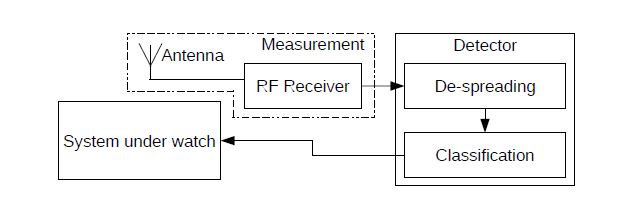 Measurement
Detector
Antenna
RF Receiver
De-spreading
System under watch
Classification